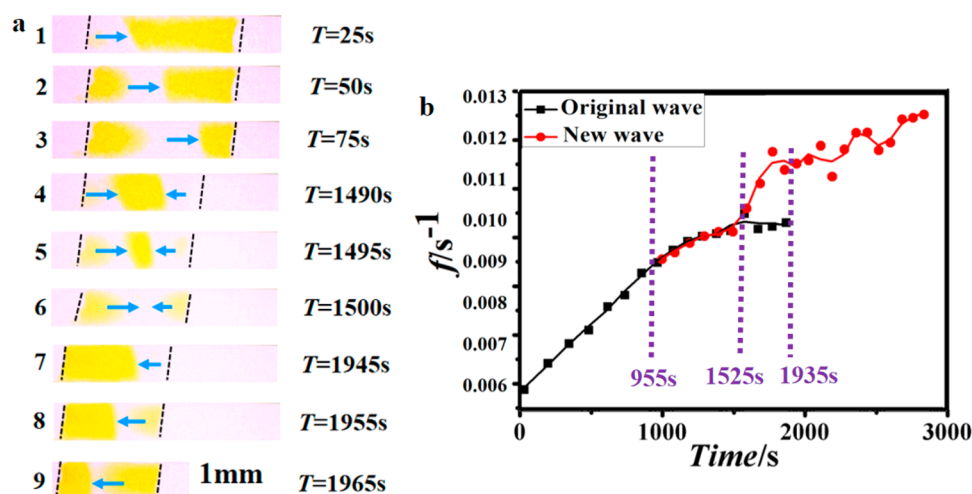 a
1 T=25s
2 T=50s
3 T=75s
4 T=1490s
5 T=1495s
6 T=1500s
7 T=1945s
8 T=1955s
9 1mm T=1965s
b
Original wave
New wave
0.013
0.012
0.011
0.010
0.009
0.008
0.007
0.006
f/s-1
955s 1525s 1935s
0 1000 2000 3000
Time/s